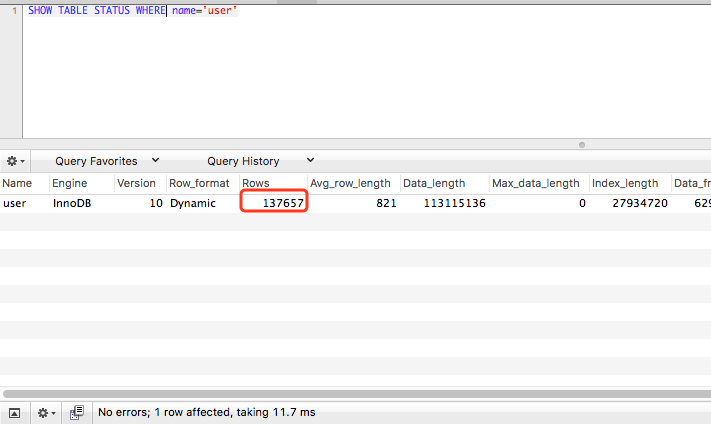 1 SHOW TABLE STATUS WHERE name='user'
Query Favorites Query History
Name Engine Version Row_format Rows Avg_row_length Data_length Max_data_length Index_length Data_fr
user InnoDB 10 Dynamic 137657 821 113115136 0 27934720 629
No errors; 1 row affected, taking 11.7 ms